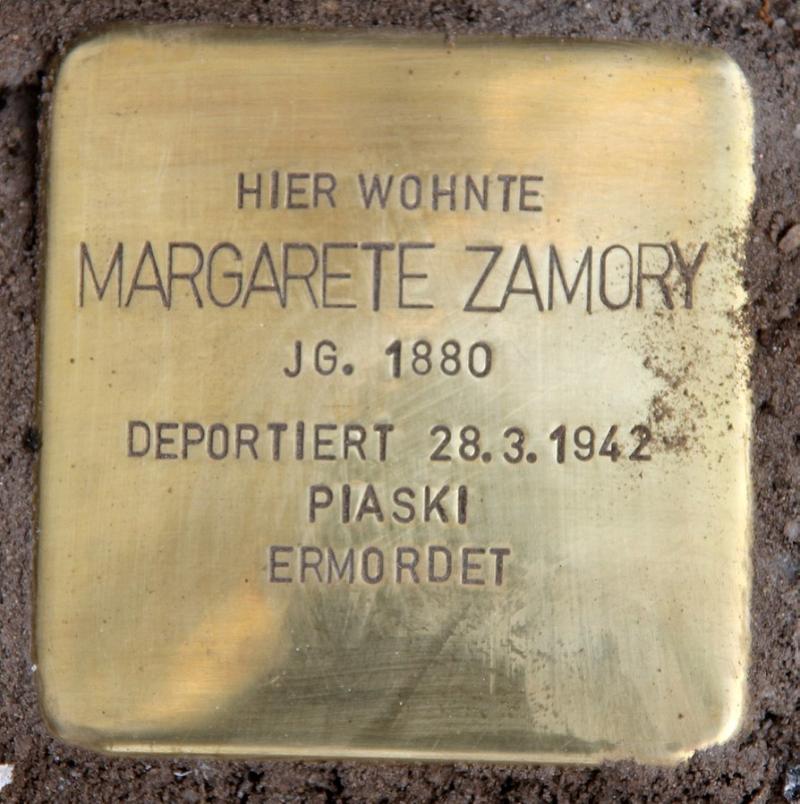 HIER WOHNTE
MARGARETE ZAMORY
JG. 1880
DEPORTIERT 28.3.1942
PIASKI
ERMORDET